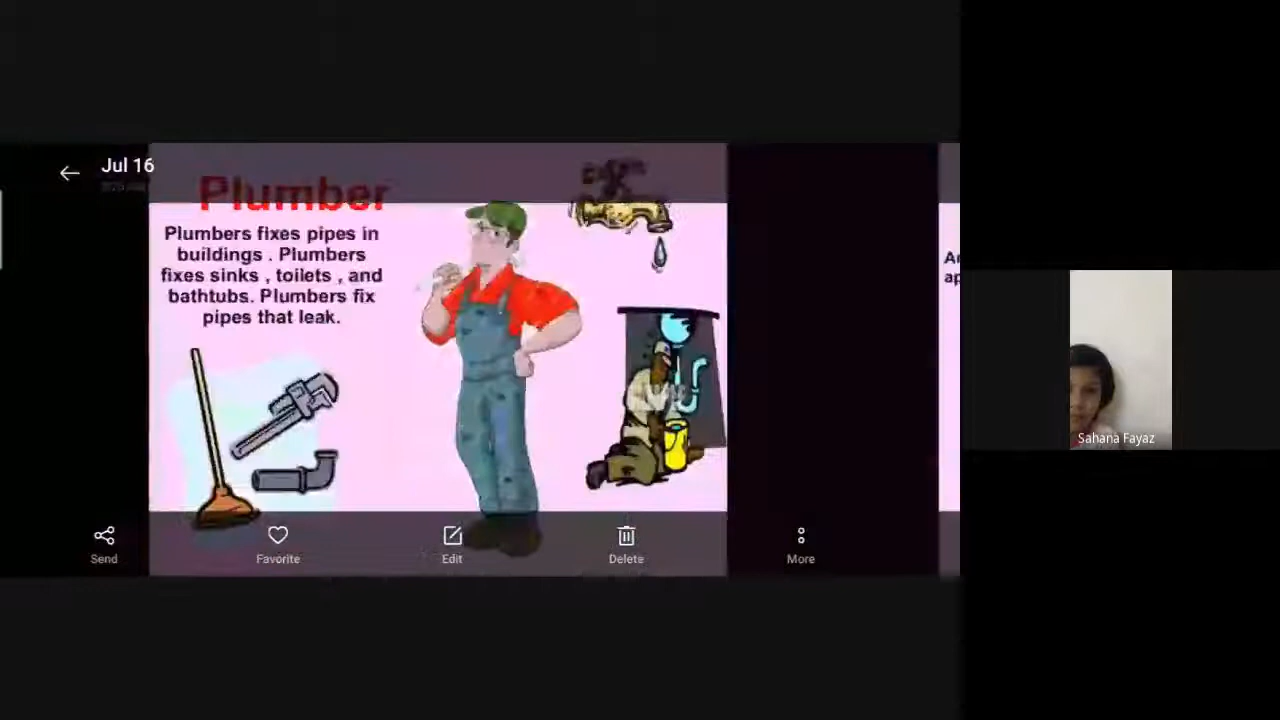 Jul 16
Plumber
Plumbers fixes pipes in
buildings . Plumbers
fixes sinks , toilets , and
bathtubs. Plumbers fix
pipes that leak.
Send
Favorite
Edit
Delete
More
Sahana Fayaz